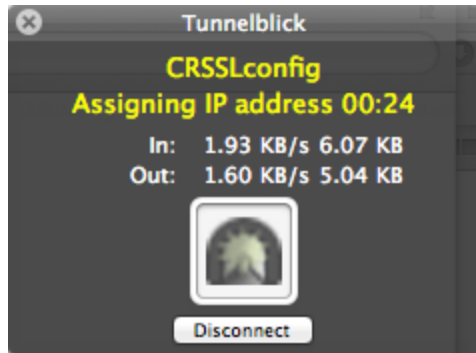 Tunnelblick
CRSSLconfig
Assigning IP address 00:24
In: 1.93 KB/s 6.07 KB
Out: 1.60 KB/s 5.04 KB
Disconnect